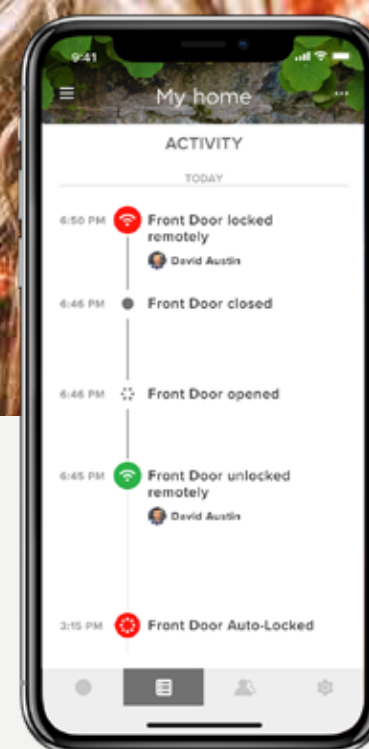 9:41
My home
ACTIVITY
TODAY
6:50 PM Front Door locked
remotely
David Austin
6:46 PM Front Door closed
6:46 PM Front Door opened
6:45 PM Front Door unlocked
remotely
David Austin
3:15 PM Front Door Auto-Locked